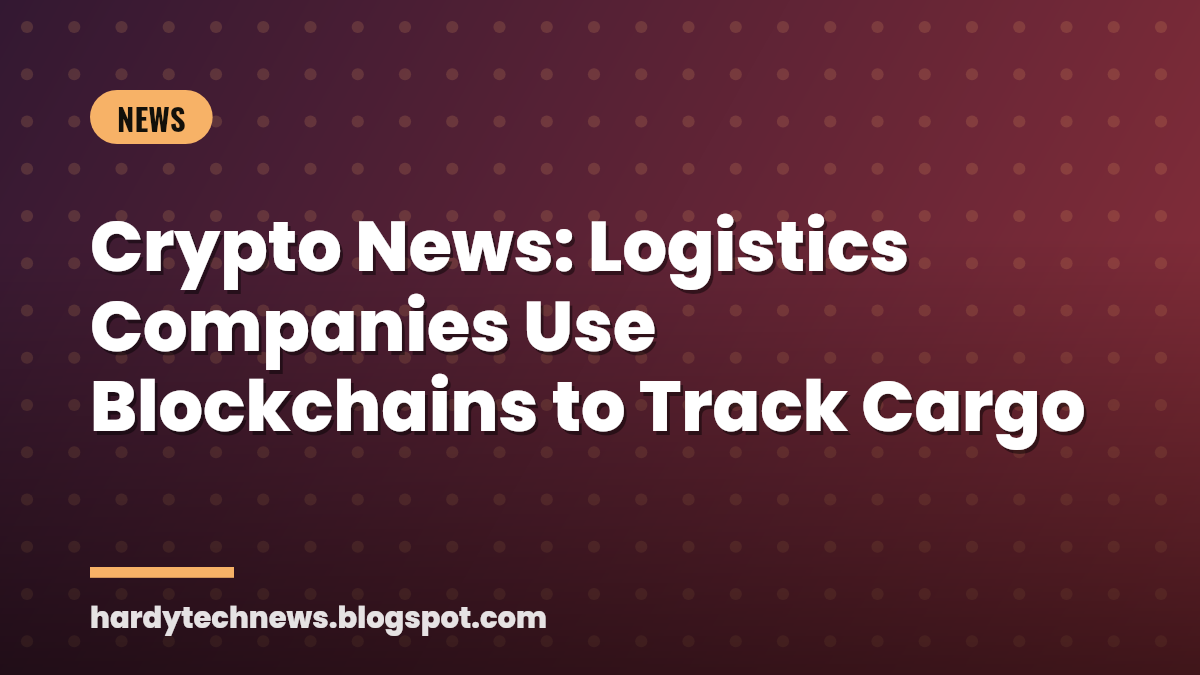 NEWS
Crypto News: Logistics
Companies Use
Blockchains to Track Cargo
hardytechnews.blogspot.com